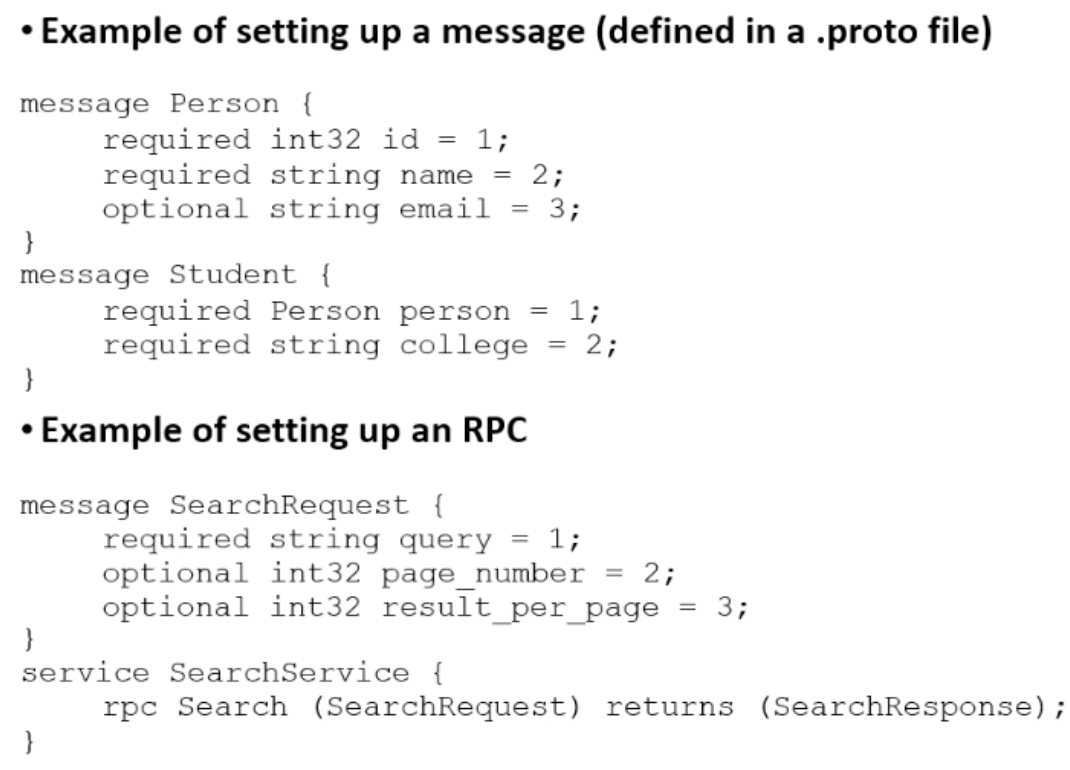 • Example of setting up a message (defined in a .proto file)
message Person {
required int32 id = 1;
required string name = 2;
optional string email = 3;
}
message Student {
required Person person = 1;
required string college = 2;
}
• Example of setting up an RPC
message SearchRequest {
required string query = 1;
optional int32 page_number = 2;
optional int32 result_per_page = 3;
}
service SearchService {
rpc Search (SearchRequest) returns (SearchResponse);
}